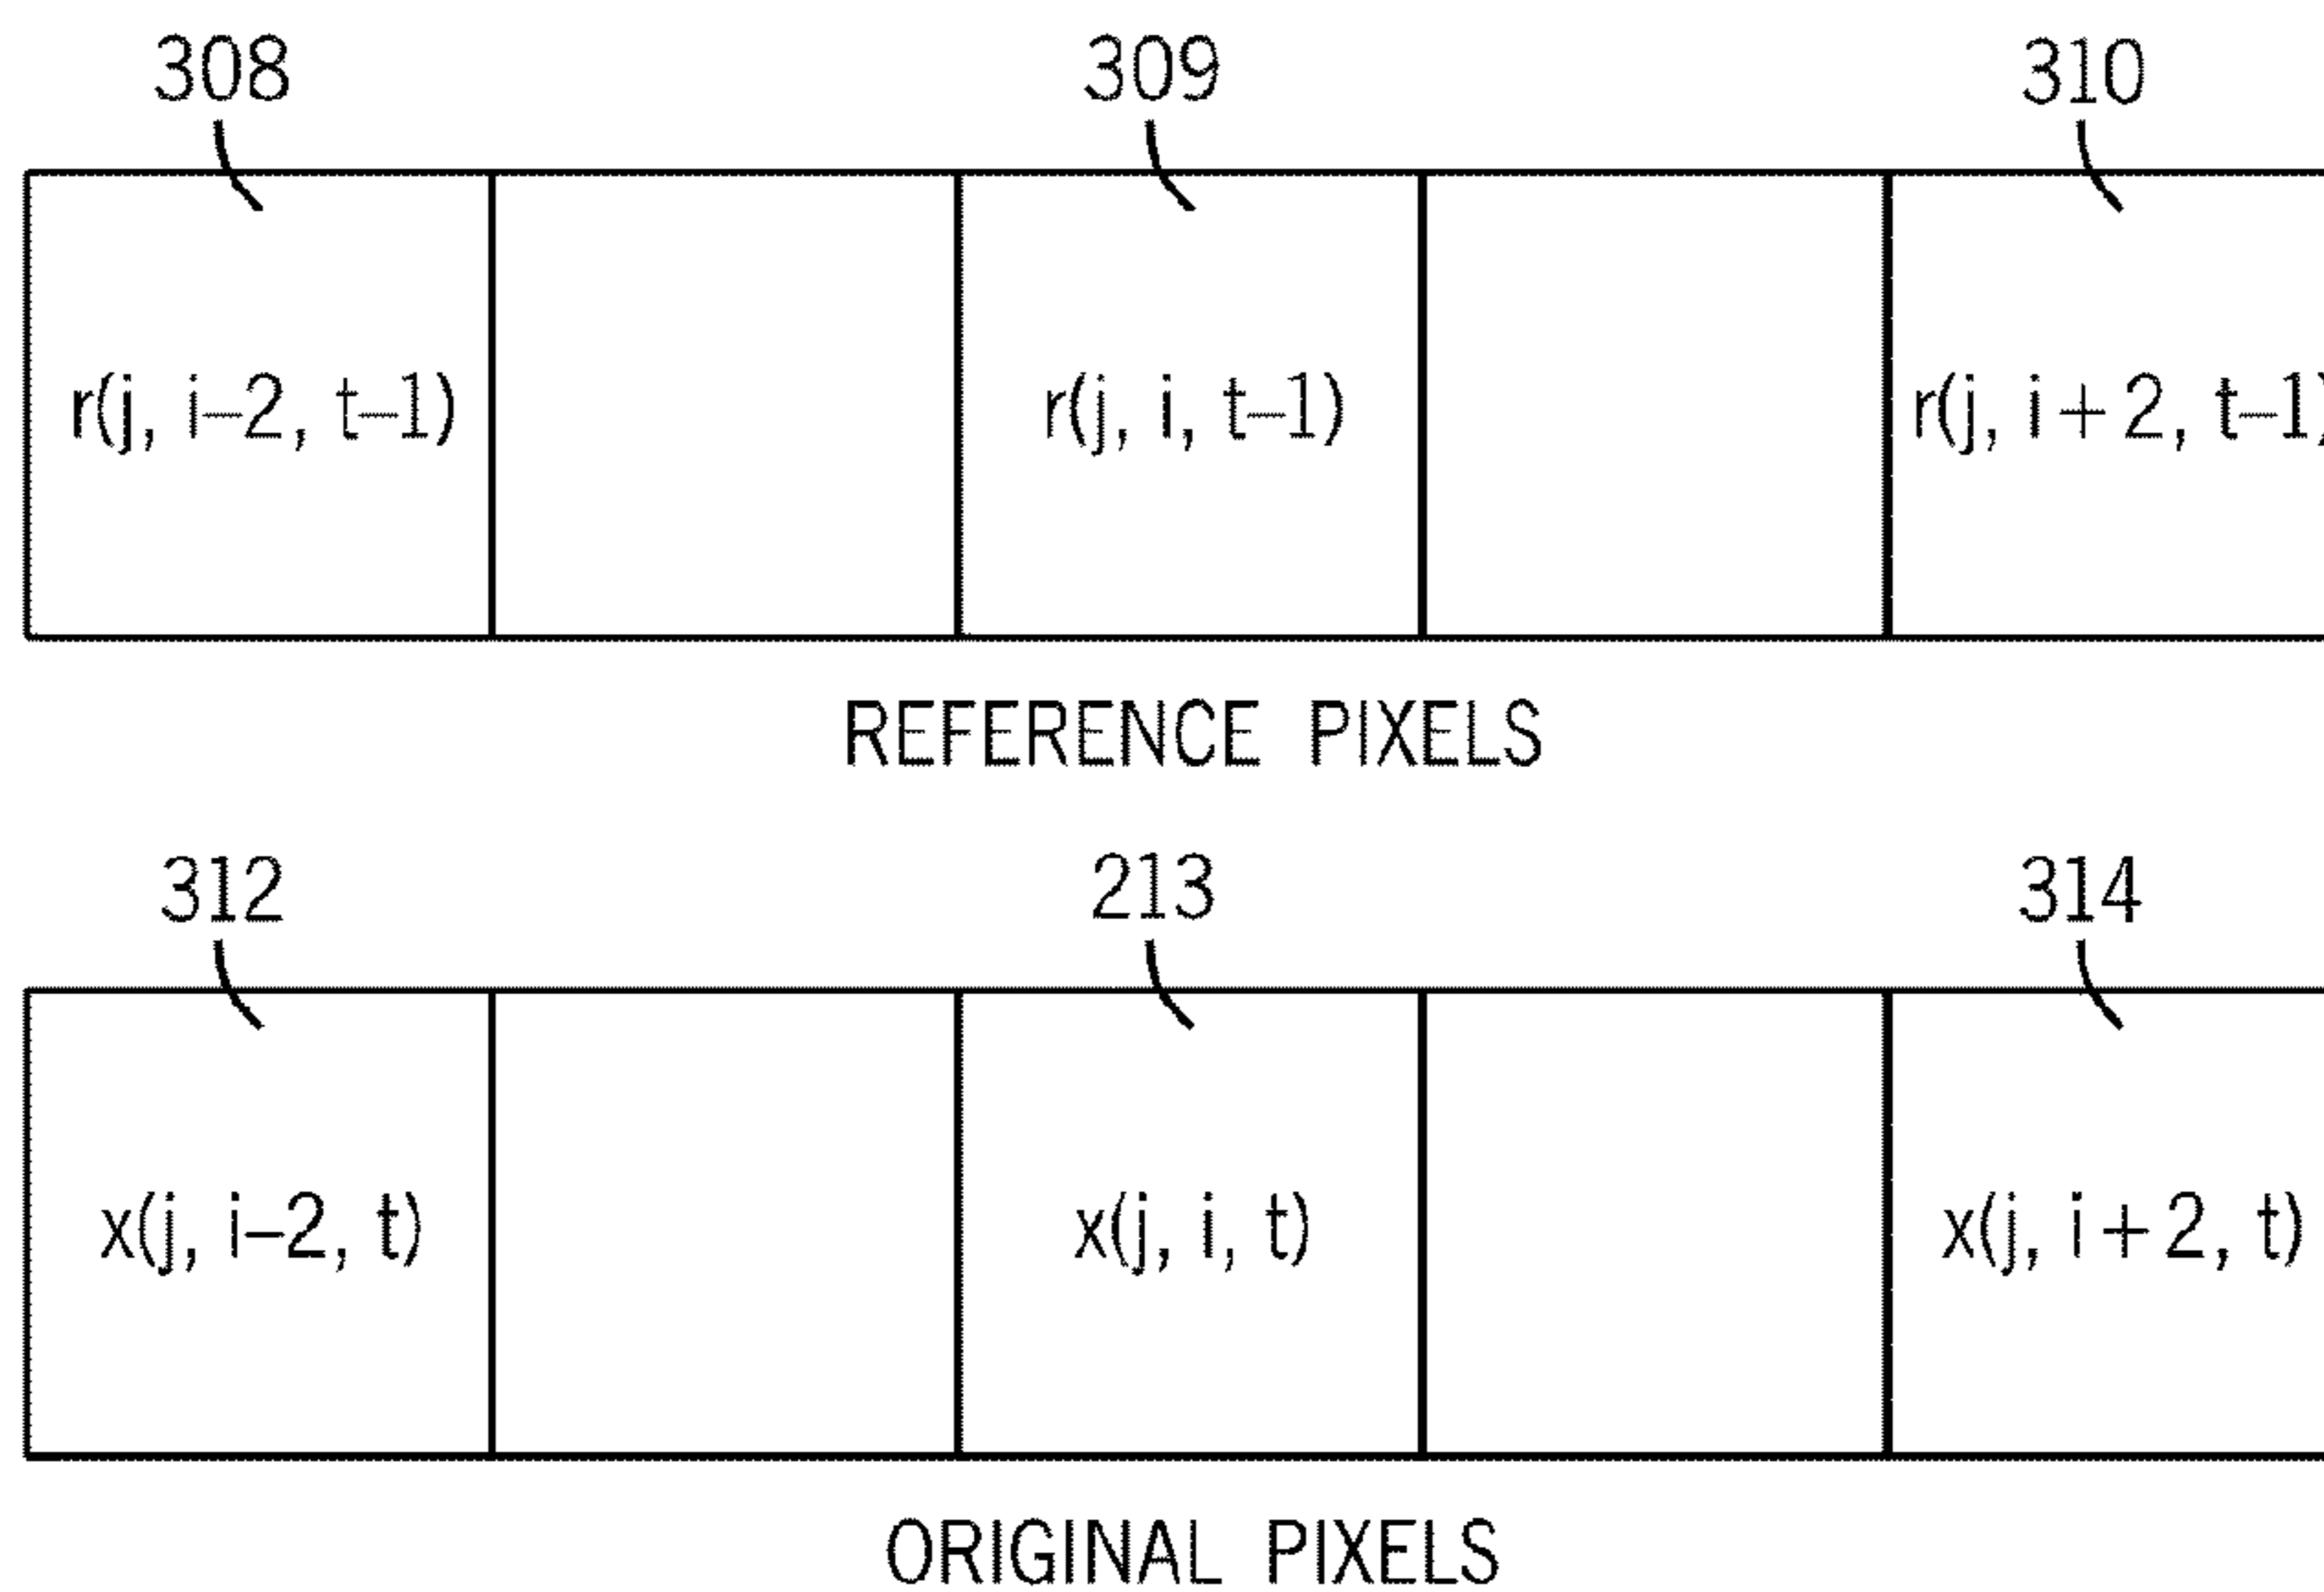 308 309 310
r(j, i–2, t–1) r(j, i, t–1) r(j, i + 2, t–1)
REFERENCE PIXELS
312 213 314
x(j, i–2, t) x(j, i, t) x(j, i + 2, t)
ORIGINAL PIXELS